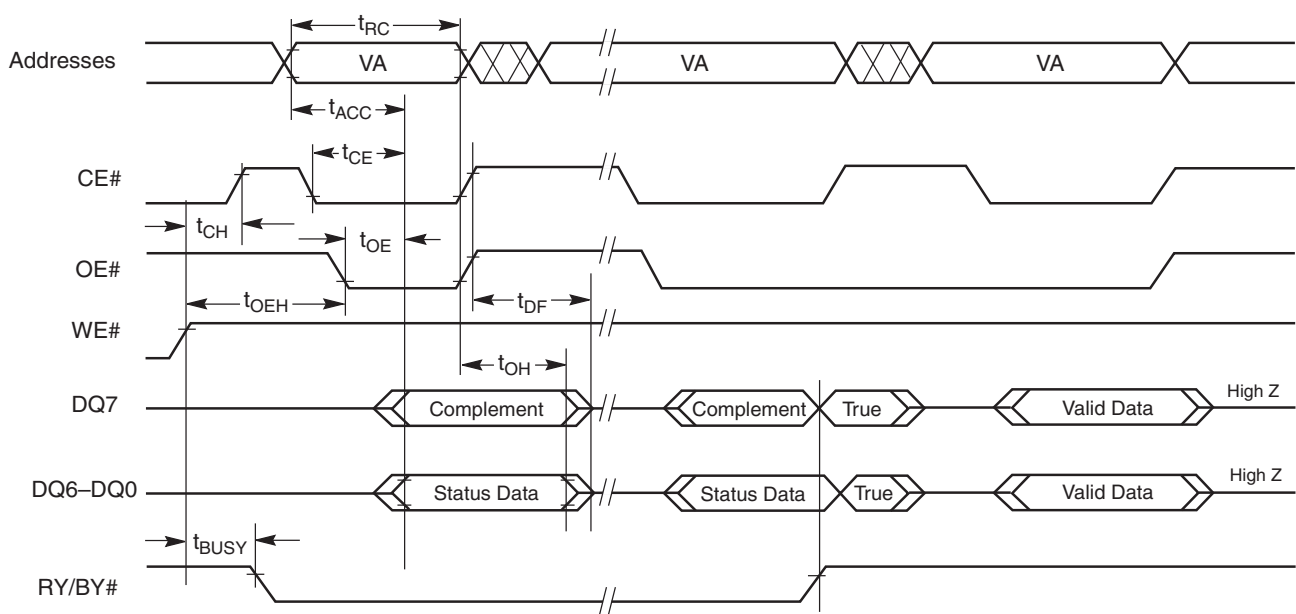 tRC
Addresses VA VA VA
tACC
tCE
CE#
tCH
tOE
OE#
tOEH tDF
WE#
tOH
DQ7 Complement Complement True Valid Data High Z
DQ6–DQ0 Status Data Status Data True Valid Data High Z
tBUSY
RY/BY#